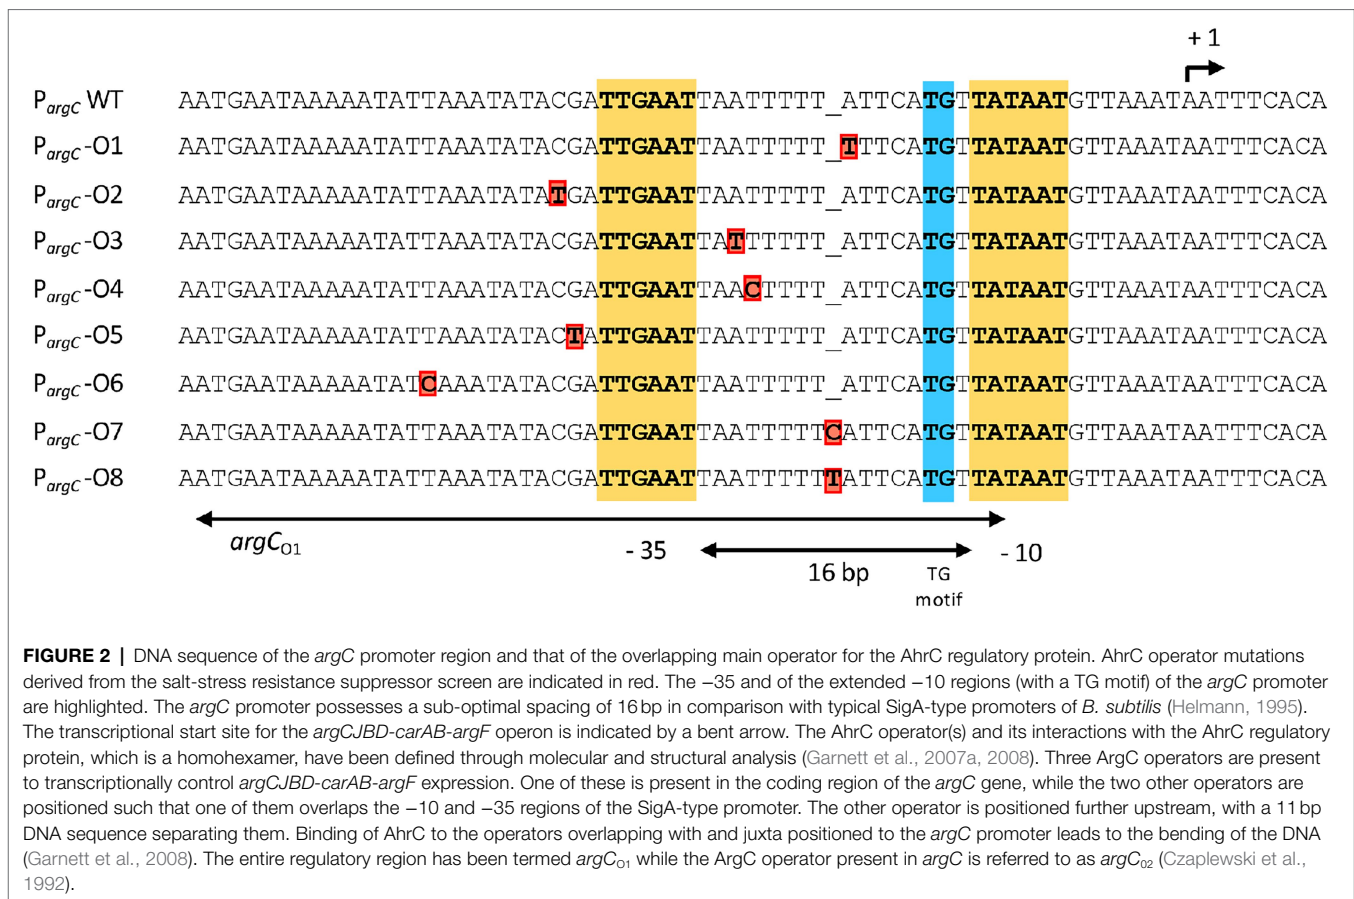 + 1
PargC WT AATGAATAAAAATATTAAATATACGATTGAATTAATTTTT_ATTCATGTTATAATGTTAAATAATTTCACA
PargC-O1 AATGAATAAAAATATTAAATATACGATTGAATTAATTTTT_TTTCATGTTATAATGTTAAATAATTTCACA
PargC-O2 AATGAATAAAAATATTAAATATATGATTGAATTAATTTTT_ATTCATGTTATAATGTTAAATAATTTCACA
PargC-O3 AATGAATAAAAATATTAAATATACGATTGAATTATTTTTT_ATTCATGTTATAATGTTAAATAATTTCACA
PargC-O4 AATGAATAAAAATATTAAATATACGATTGAATTAACTTTT_ATTCATGTTATAATGTTAAATAATTTCACA
PargC-O5 AATGAATAAAAATATTAAATATACTATTGAATTAATTTTT_ATTCATGTTATAATGTTAAATAATTTCACA
PargC-O6 AATGAATAAAAATATCAAATATACGATTGAATTAATTTTT_ATTCATGTTATAATGTTAAATAATTTCACA
PargC-O7 AATGAATAAAAATATTAAATATACGATTGAATTAATTTTTCATTCATGTTATAATGTTAAATAATTTCACA
PargC-O8 AATGAATAAAAATATTAAATATACGATTGAATTAATTTTTTATTCATGTTATAATGTTAAATAATTTCACA
argCO1 - 35 - 10
16 bp TG
motif
FIGURE 2 | DNA sequence of the argC promoter region and that of the overlapping main operator for the AhrC regulatory protein. AhrC operator mutations
derived from the salt-stress resistance suppressor screen are indicated in red. The −35 and of the extended −10 regions (with a TG motif) of the argC promoter
are highlighted. The argC promoter possesses a sub-optimal spacing of 16 bp in comparison with typical SigA-type promoters of B. subtilis (Helmann, 1995).
The transcriptional start site for the argCJBD-carAB-argF operon is indicated by a bent arrow. The AhrC operator(s) and its interactions with the AhrC regulatory
protein, which is a homohexamer, have been defined through molecular and structural analysis (Garnett et al., 2007a, 2008). Three ArgC operators are present
to transcriptionally control argCJBD-carAB-argF expression. One of these is present in the coding region of the argC gene, while the two other operators are
positioned such that one of them overlaps the −10 and −35 regions of the SigA-type promoter. The other operator is positioned further upstream, with a 11 bp
DNA sequence separating them. Binding of AhrC to the operators overlapping with and juxta positioned to the argC promoter leads to the bending of the DNA
(Garnett et al., 2008). The entire regulatory region has been termed argCO1 while the ArgC operator present in argC is referred to as argC02 (Czaplewski et al.,
1992).